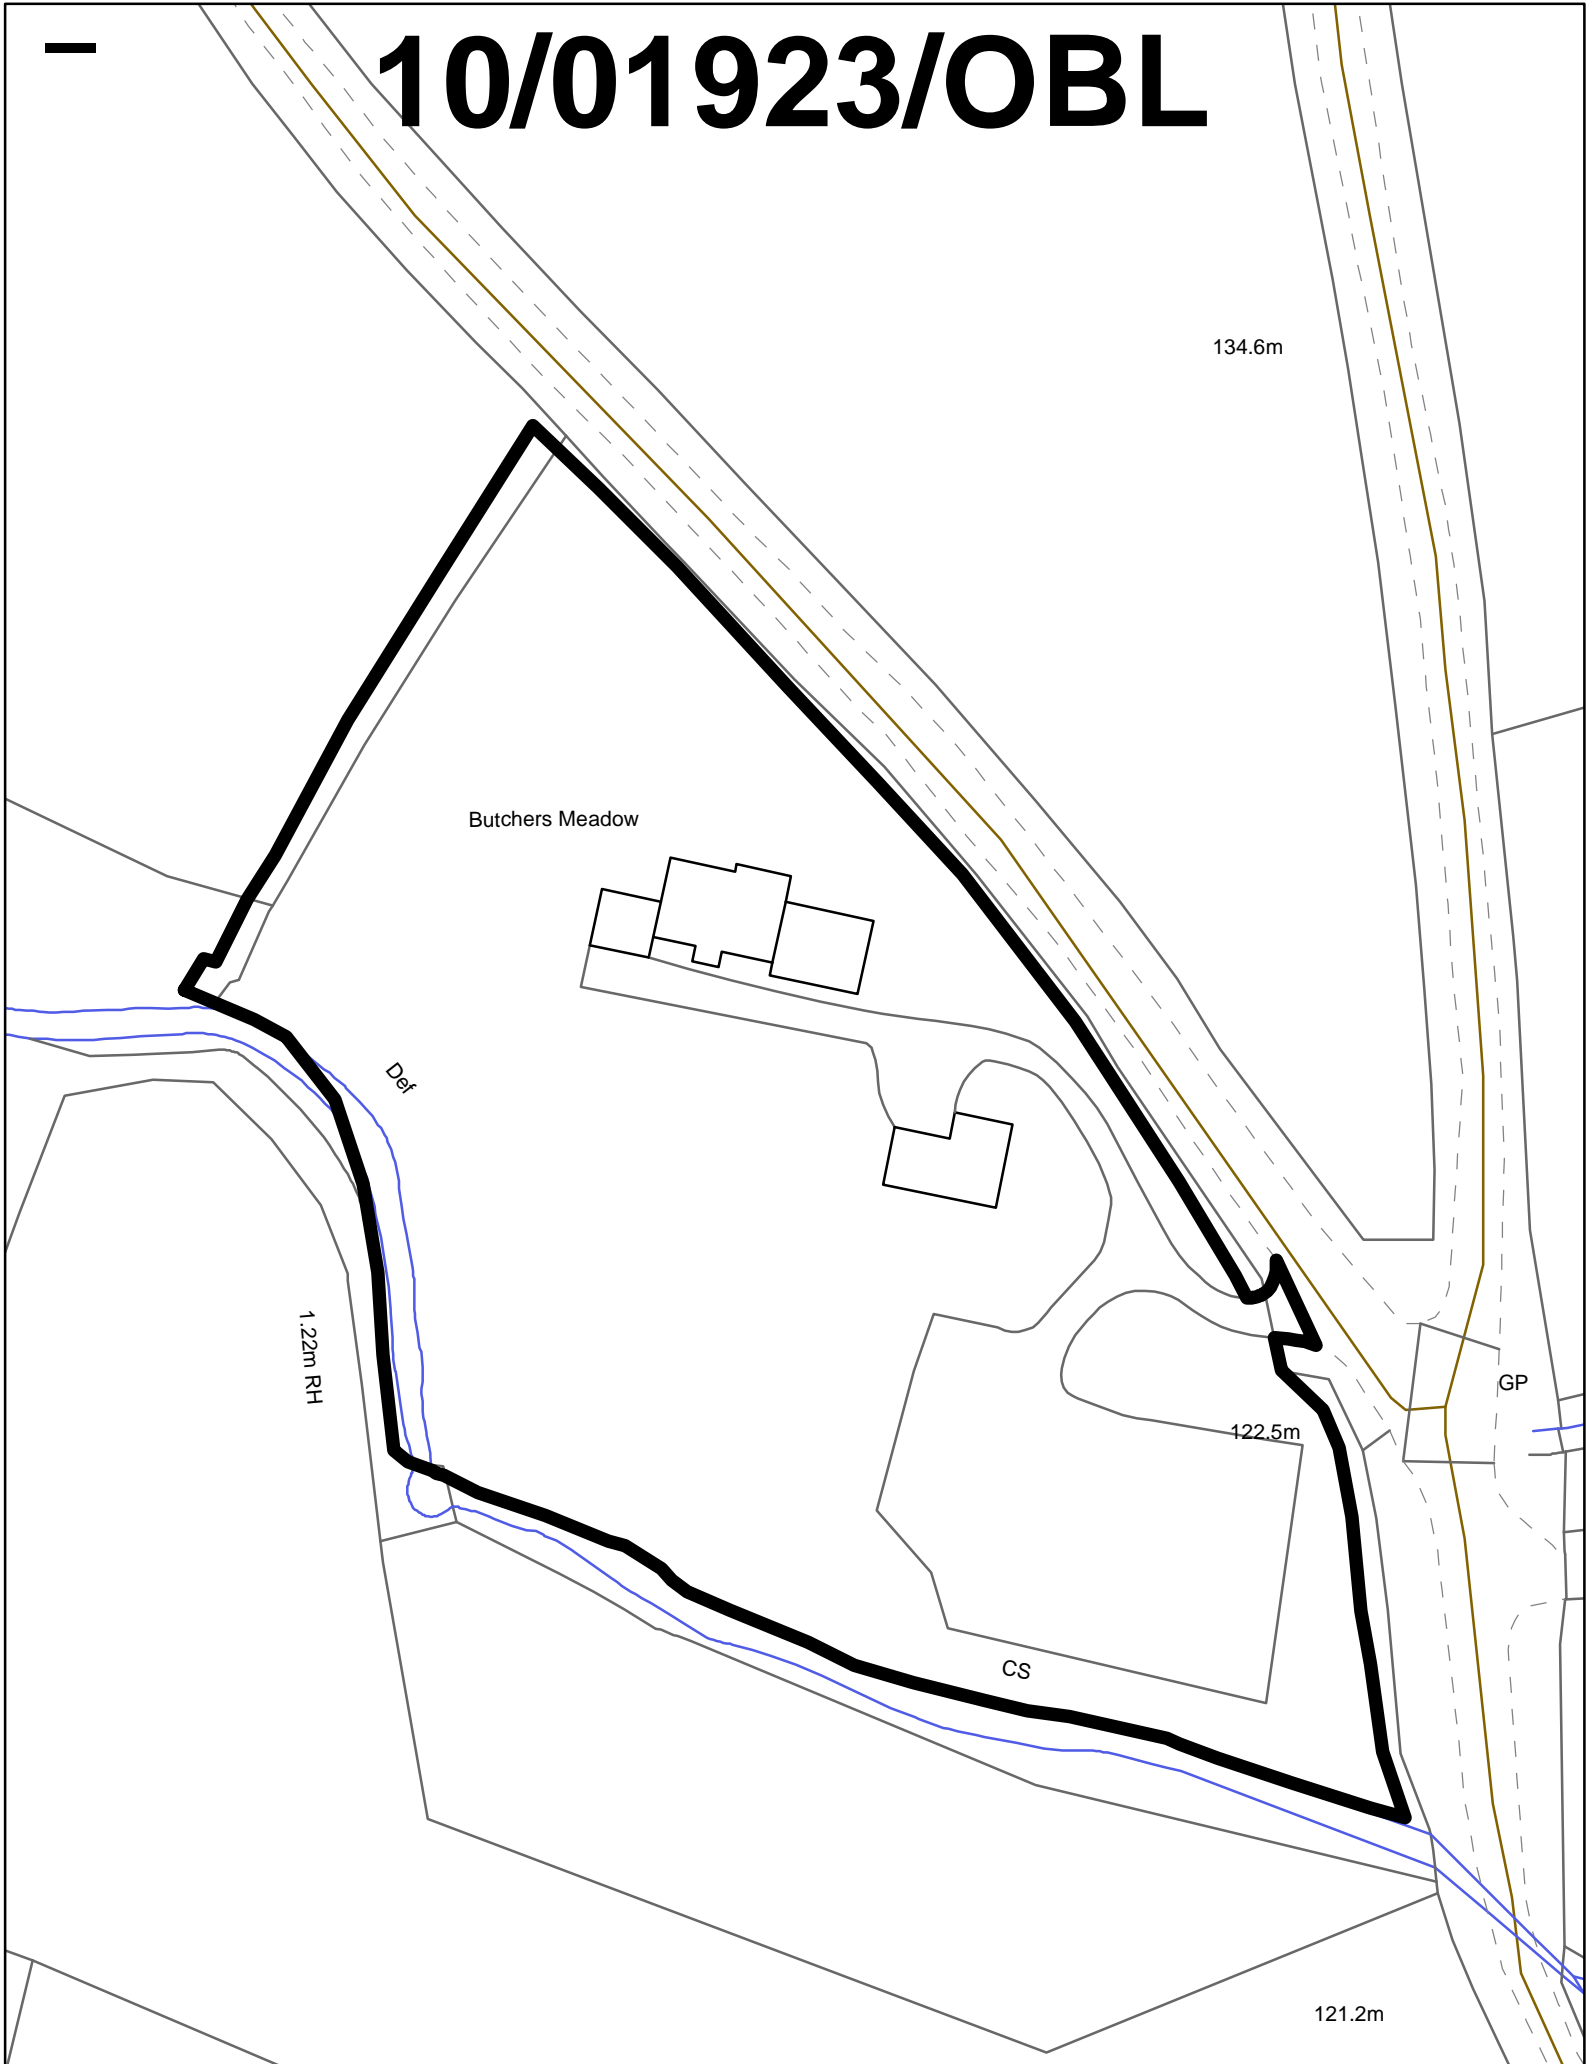 10/01923/OBL
134.6m
Butchers Meadow
Def
1.22m RH
GP
122.5m
CS
121.2m